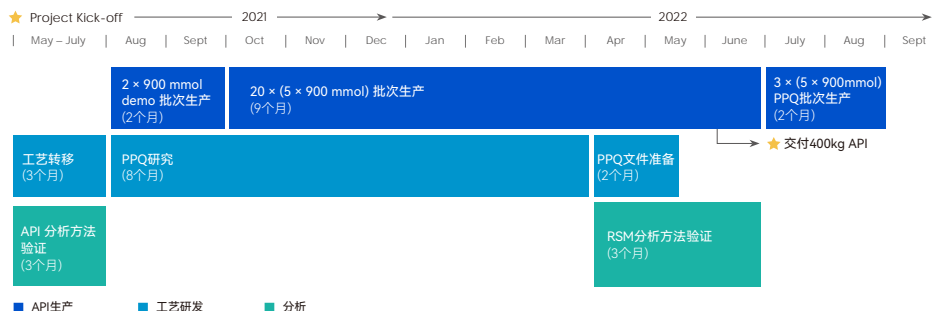 Project Kick-off 2021 2022
May – July Aug Sept Oct Nov Dec Jan Feb Mar Apr May June July Aug Sept
2 × 900 mmol
demo 批次生产
(2个月)
20 × (5 × 900 mmol) 批次生产
(9个月)
3 × (5 × 900mmol)
PPQ批次生产
(2个月)
交付400kg API
工艺转移
(3个月)
PPQ研究
(8个月)
PPQ文件准备
(2个月)
API 分析方法
验证
(3个月)
RSM分析方法验证
(3个月)
API生产 工艺研发 分析